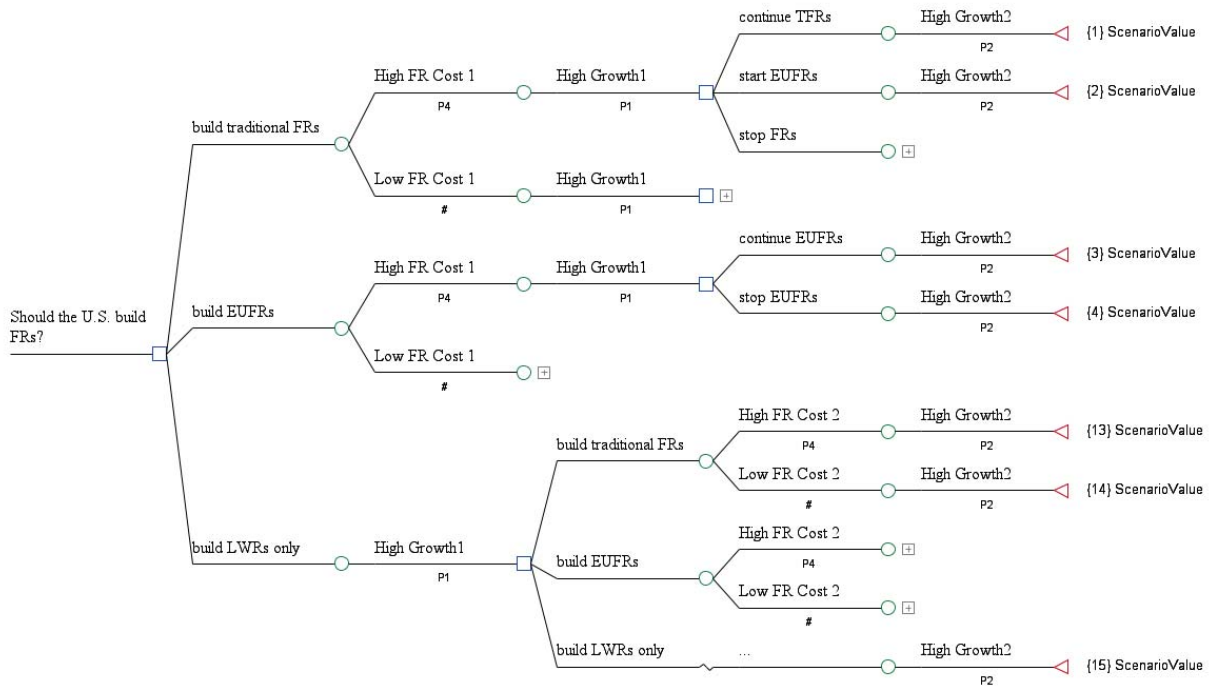 continue TFRs
High Growth2
P2
{1} ScenarioValue
High FR Cost 1
P4
High Growth1
P1
start EUFRs
High Growth2
P2
{2} ScenarioValue
build traditional FRs
stop FRs
Low FR Cost 1
#
High Growth1
P1
continue EUFRs
High Growth2
P2
{3} ScenarioValue
High FR Cost 1
P4
High Growth1
P1
build EUFRs
stop EUFRs
High Growth2
P2
{4} ScenarioValue
Should the U.S. build
FRs?
Low FR Cost 1
#
High FR Cost 2
P4
High Growth2
P2
{13} ScenarioValue
build traditional FRs
Low FR Cost 2
#
High Growth2
P2
{14} ScenarioValue
build LWRs only
High Growth1
P1
High FR Cost 2
P4
build EUFRs
Low FR Cost 2
#
build LWRs only
...
High Growth2
P2
{15} ScenarioValue